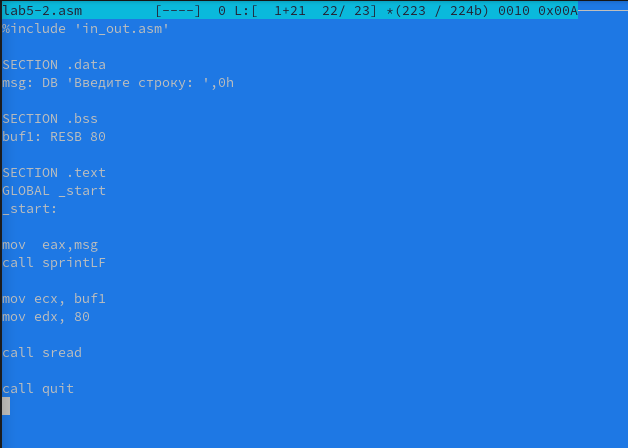 lab5-2.asm [----] 0 L:[ 1+21 22/ 23] *(223 / 224b) 0010 0x00A
%include 'in_out.asm'
SECTION .data
msg: DB 'Введите строку: ',0h
SECTION .bss
buf1: RESB 80
SECTION .text
GLOBAL _start
_start:
mov  eax,msg
call sprintLF
mov ecx, buf1
mov edx, 80
call sread
call quit